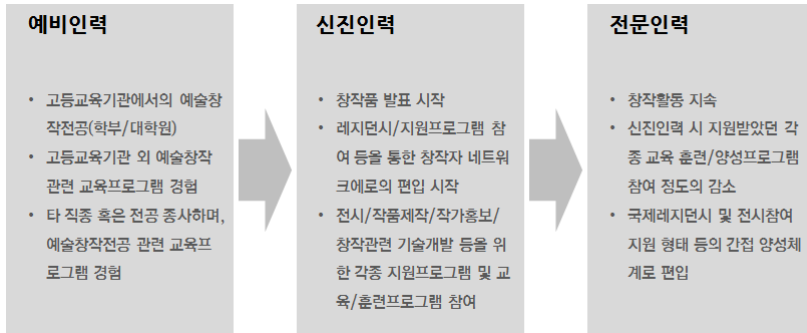 예비인력
• 고등교육기관에서의 예술창
작전공(학부/대학원)
• 고등교육기관 외 예술창작
관련 교육프로그램 경험
• 타 직종 혹은 전공 종사하며,
예술창작전공 관련 교육프
로그램 경험
신진인력
• 창작품 발표 시작
• 레지던시/지원프로그램 참
여 등올 통한 창작자 네트워
크에로의 편입 시작
• 전시/작품제작/작가홍보/
창작관련 기술개발 등올 위
한 각종 지원프로그램 및 교
육/훈련프로그램 참여
전문인력
• 창작활동 지속
• 신진인력 시 지원받았던 각
종 교육 훈련/양성프로그램
참여 정도의 감소
• 국제레지던시 및 전시참여
지원 형태 등의 간접 양성체
계로 편입